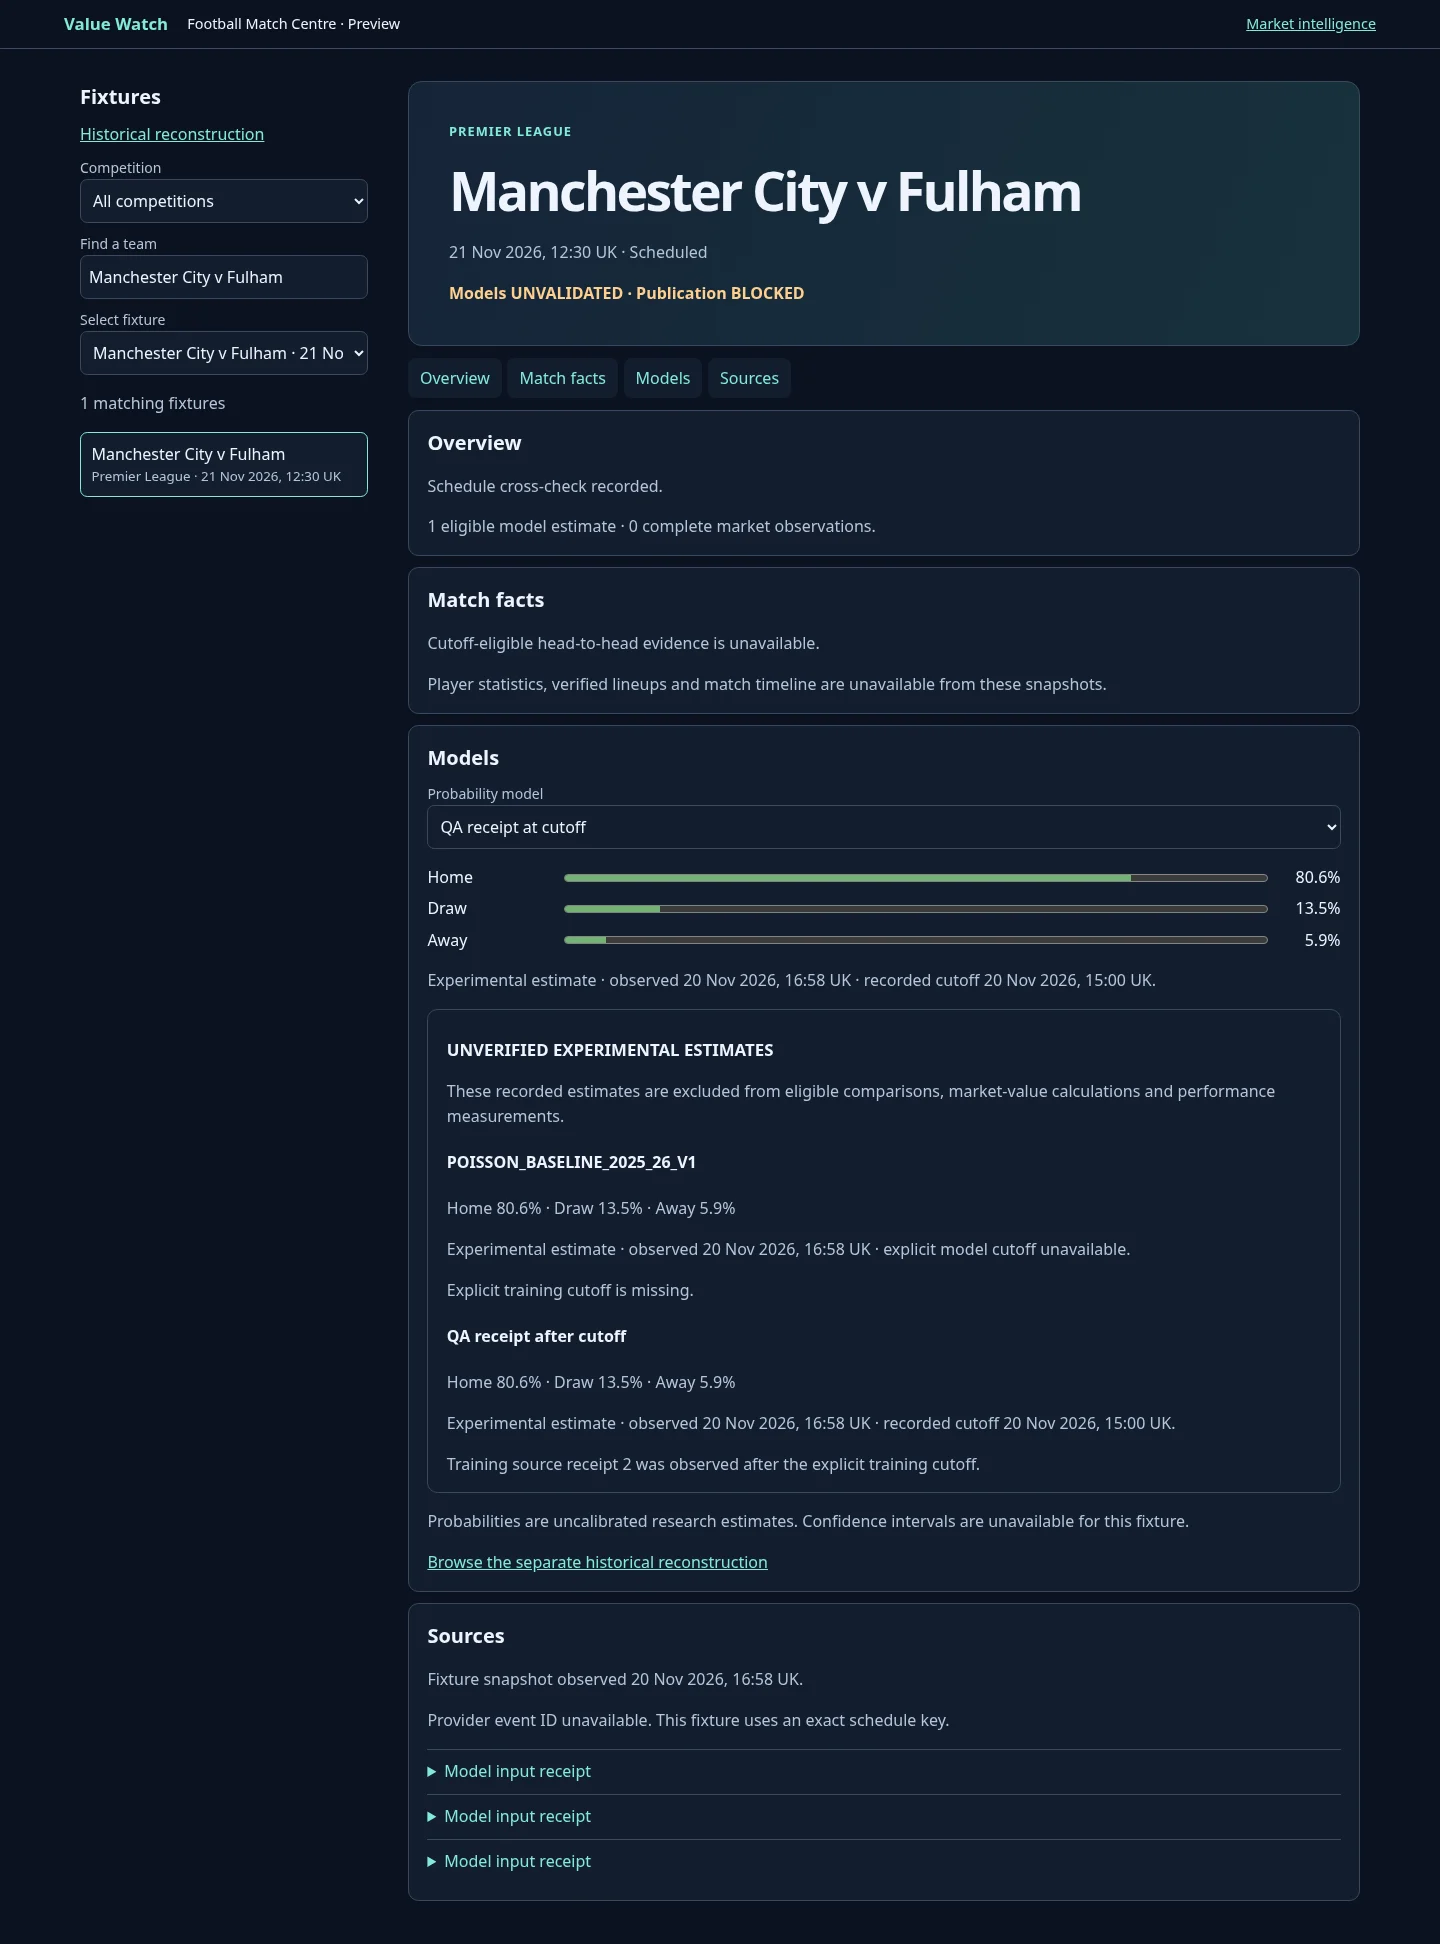 Value Watch Football Match Centre · Preview Market intelligence
Fixtures
Historical reconstruction
Competition
All competitions
Find a team
Manchester City v Fulham
Select fixture
Manchester City v Fulham · 21 No
1 matching fixtures
Manchester City v Fulham
Premier League · 21 Nov 2026, 12:30 UK
PREMIER LEAGUE
Manchester City v Fulham
21 Nov 2026, 12:30 UK · Scheduled
Models UNVALIDATED · Publication BLOCKED
Overview Match facts Models Sources
Overview
Schedule cross-check recorded.
1 eligible model estimate · 0 complete market observations.
Match facts
Cutoff-eligible head-to-head evidence is unavailable.
Player statistics, verified lineups and match timeline are unavailable from these snapshots.
Models
Probability model
QA receipt at cutoff
Home 80.6%
Draw 13.5%
Away 5.9%
Experimental estimate · observed 20 Nov 2026, 16:58 UK · recorded cutoff 20 Nov 2026, 15:00 UK.
UNVERIFIED EXPERIMENTAL ESTIMATES
These recorded estimates are excluded from eligible comparisons, market-value calculations and performance
measurements.
POISSON_BASELINE_2025_26_V1
Home 80.6% · Draw 13.5% · Away 5.9%
Experimental estimate · observed 20 Nov 2026, 16:58 UK · explicit model cutoff unavailable.
Explicit training cutoff is missing.
QA receipt after cutoff
Home 80.6% · Draw 13.5% · Away 5.9%
Experimental estimate · observed 20 Nov 2026, 16:58 UK · recorded cutoff 20 Nov 2026, 15:00 UK.
Training source receipt 2 was observed after the explicit training cutoff.
Probabilities are uncalibrated research estimates. Confidence intervals are unavailable for this fixture.
Browse the separate historical reconstruction
Sources
Fixture snapshot observed 20 Nov 2026, 16:58 UK.
Provider event ID unavailable. This fixture uses an exact schedule key.
Model input receipt
Model input receipt
Model input receipt